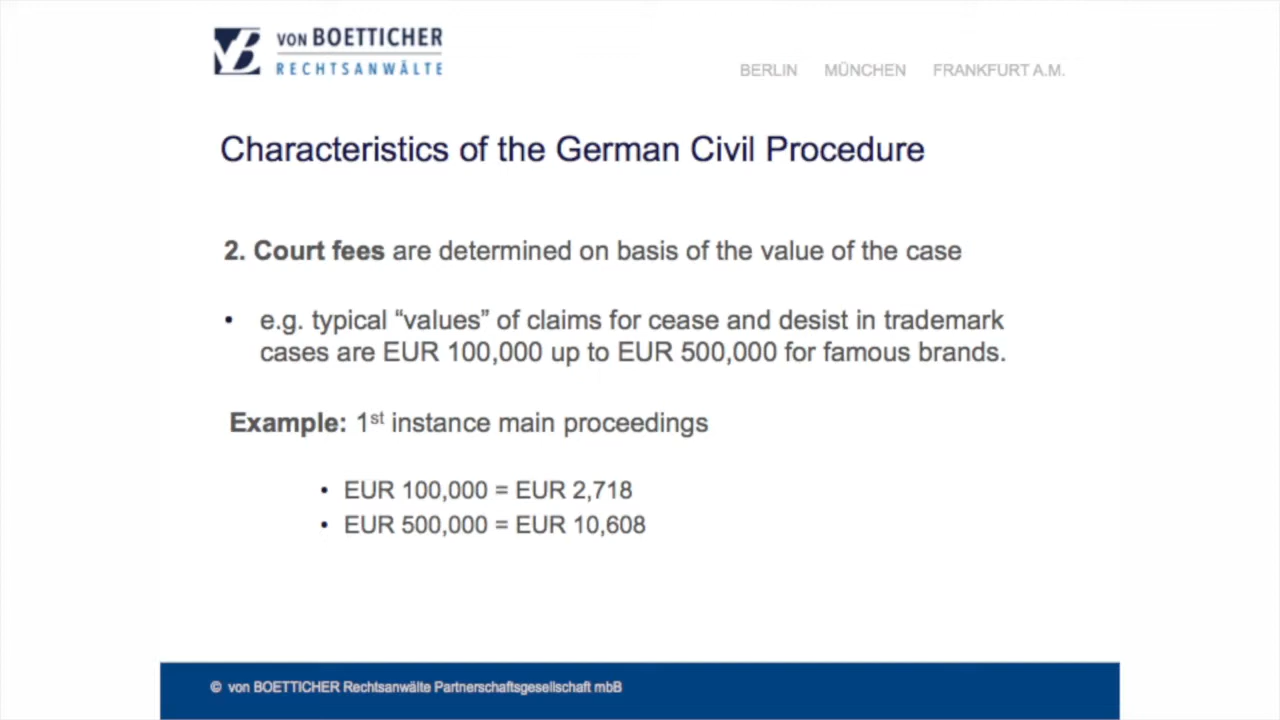 VON BOETTICHER
RECHTSANWÄLTE
BERLIN MÜNCHEN FRANKFURT A.M.
Characteristics of the German Civil Procedure
2. Court fees are determined on basis of the value of the case
• e.g. typical “values” of claims for cease and desist in trademark
cases are EUR 100,000 up to EUR 500,000 for famous brands.
Example: 1st instance main proceedings
• EUR 100,000 = EUR 2,718
• EUR 500,000 = EUR 10,608
© von BOETTICHER Rechtsanwälte Partnerschaftsgesellschaft mbB